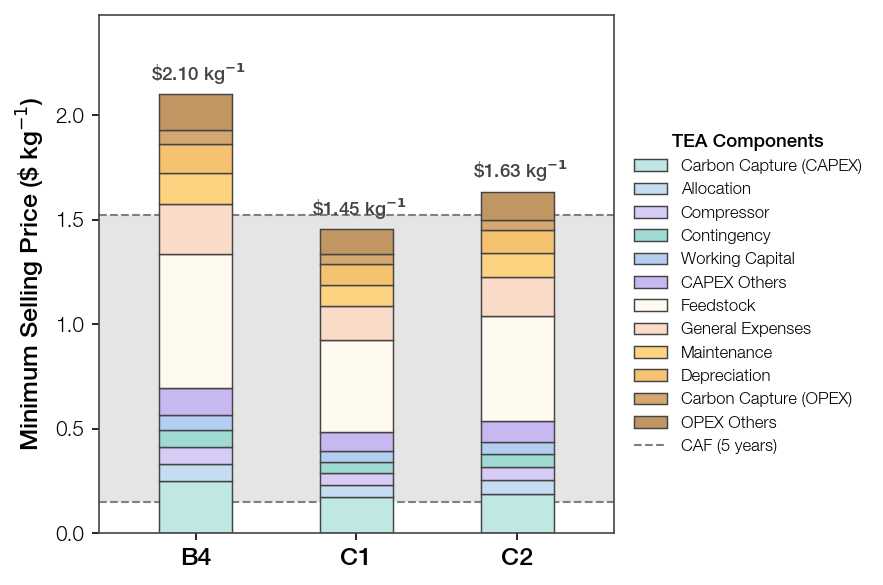 Minimum Selling Price ($ kg⁻¹)
2.0
1.5
1.0
0.5
0.0
$2.10 kg⁻¹
$1.45 kg⁻¹
$1.63 kg⁻¹
B4
C1
C2
TEA Components
Carbon Capture (CAPEX)
Allocation
Compressor
Contingency
Working Capital
CAPEX Others
Feedstock
General Expenses
Maintenance
Depreciation
Carbon Capture (OPEX)
OPEX Others
CAF (5 years)